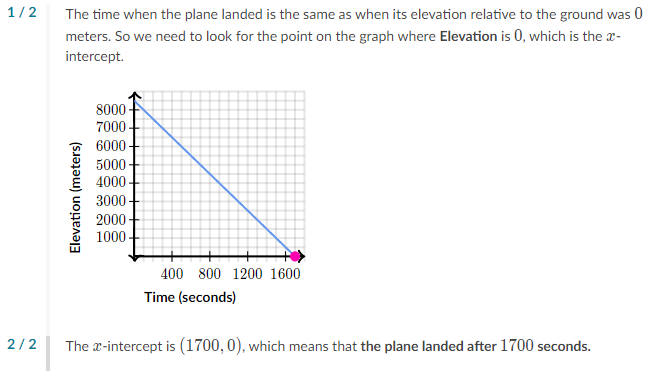 1 / 2
The time when the plane landed is the same as when its elevation relative to the ground was 0
meters. So we need to look for the point on the graph where Elevation is 0, which is the x-
intercept.
8000
7000
6000
5000
4000
3000
2000
1000
Elevation (meters)
400 800 1200 1600
Time (seconds)
2 / 2
The x-intercept is (1700, 0), which means that the plane landed after 1700 seconds.